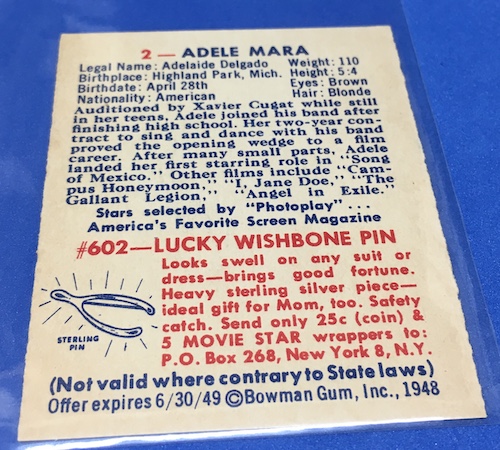 2 — ADELE MARA
Legal Name: Adelaide Delgado Weight: 110
Birthplace: Highland Park, Mich. Height: 5:4
Birthdate: April 28th Eyes: Brown
Nationality: American Hair: Blonde
Auditioned by Xavier Cugat while still
in her teens, Adele joined his band after
finishing high school. Her two-year con-
tract to sing and dance with his band
proved the opening wedge to a film
career. After many small parts, Adele
landed her first starring role in "Song
of Mexico." Other films include "Cam-
pus Honeymoon," "I, Jane Doe," "The
Gallant Legion," "Angel in Exile."
Stars selected by "Photoplay" . . .
America's Favorite Screen Magazine
#602—LUCKY WISHBONE PIN
Looks swell on any suit or
dress—brings good fortune.
Heavy sterling silver piece—
ideal gift for Mom, too. Safety
catch. Send only 25c (coin) &
5 MOVIE STAR wrappers to:
P.O. Box 268, New York 8, N.Y.
STERLING
PIN
(Not valid where contrary to State laws)
Offer expires 6/30/49 ©Bowman Gum, Inc., 1948